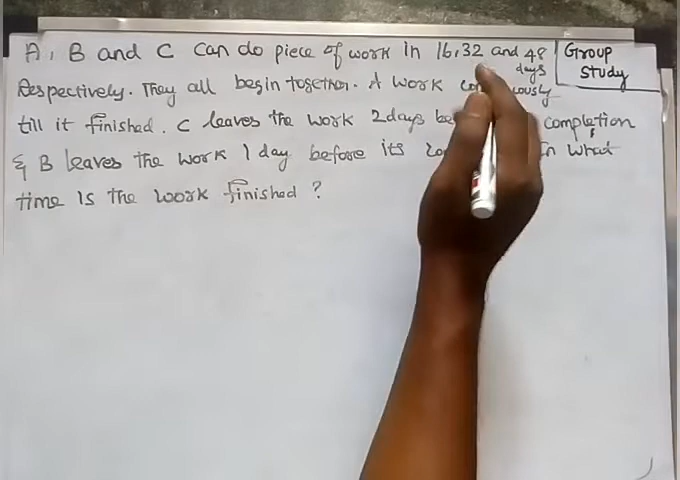 A, B and C can do piece of work in 16,32 and 48 days
Respectively. They all begin together. A work
till it finished. C leaves the work 2days completion
& B leaves the work 1 day before its In what
time is the work finished ?
Group
Study